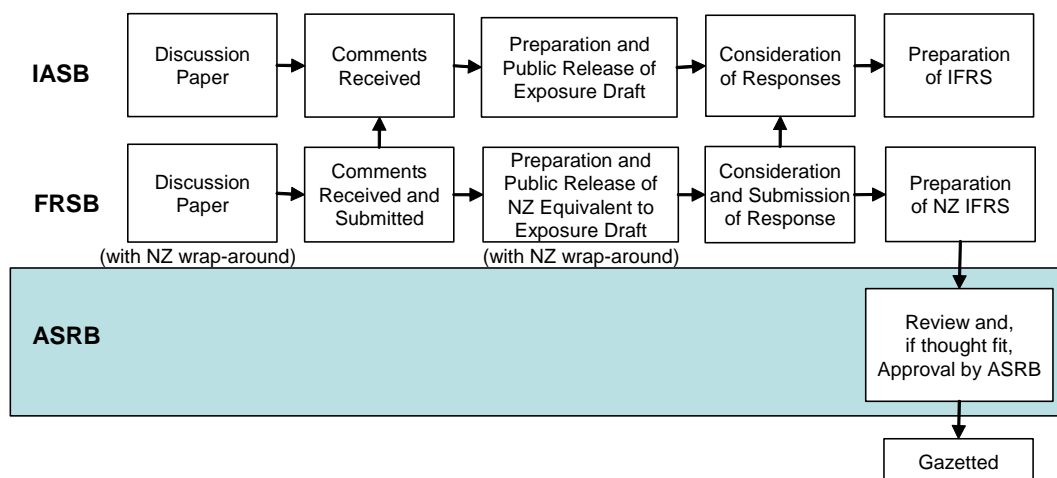 IASB
Discussion
Paper
Comments
Received
Preparation and
Public Release of
Exposure Draft
Consideration
of Responses
Preparation
of IFRS
FRSB
Discussion
Paper
(with NZ wrap-around)
Comments
Received and
Submitted
Preparation and
Public Release of
NZ Equivalent to
Exposure Draft
(with NZ wrap-around)
Consideration
and Submission
of Response
Preparation
of NZ IFRS
ASRB
Review and,
if thought fit,
Approval by ASRB
Gazetted